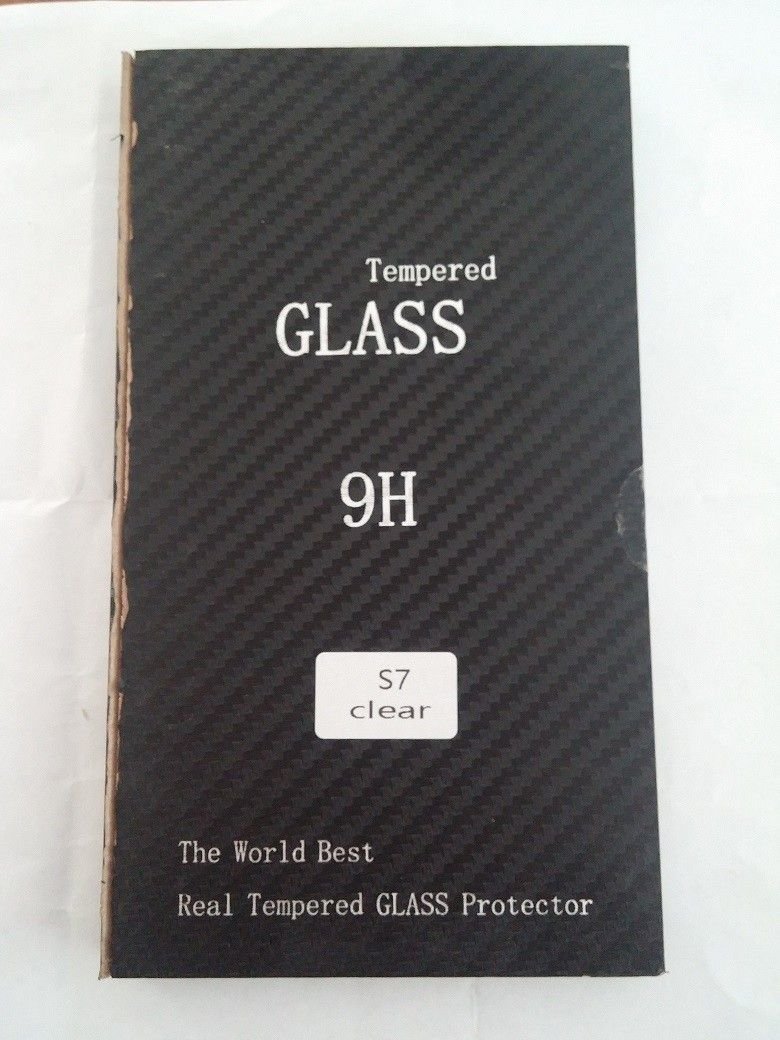 Tempered
GLASS
9H
S7
clear
The World Best
Real Tempered GLASS Protector